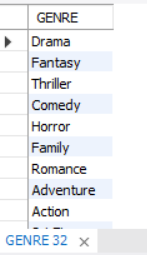 GENRE
Drama
Fantasy
Thriller
Comedy
Horror
Family
Romance
Adventure
Action
GENRE 32